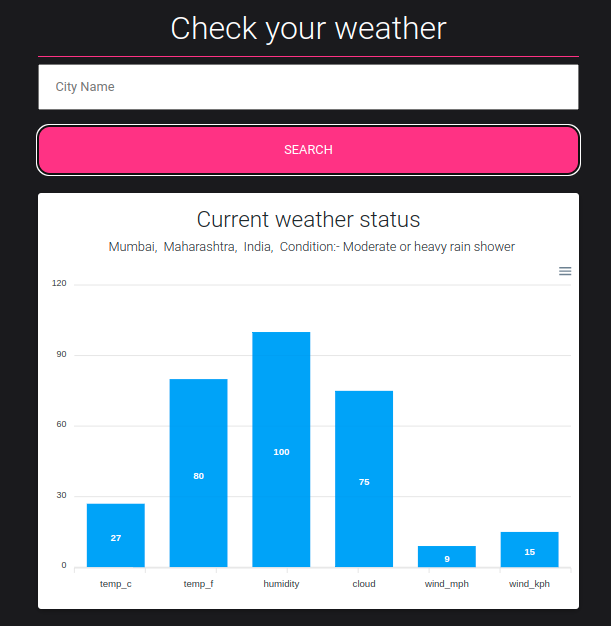 Check your weather
City Name
SEARCH
Current weather status
Mumbai, Maharashtra, India, Condition:- Moderate or heavy rain shower
120
90
60
30
0
27
80
100
75
9
15
temp_c temp_f humidity cloud wind_mph wind_kph